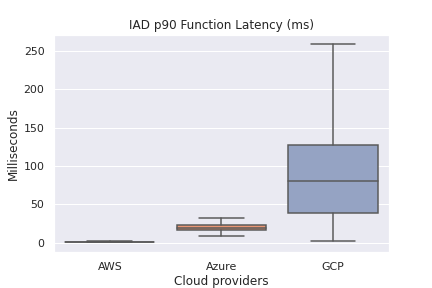 IAD p90 Function Latency (ms)
Milliseconds
250
200
150
100
50
0
AWS Azure GCP
Cloud providers